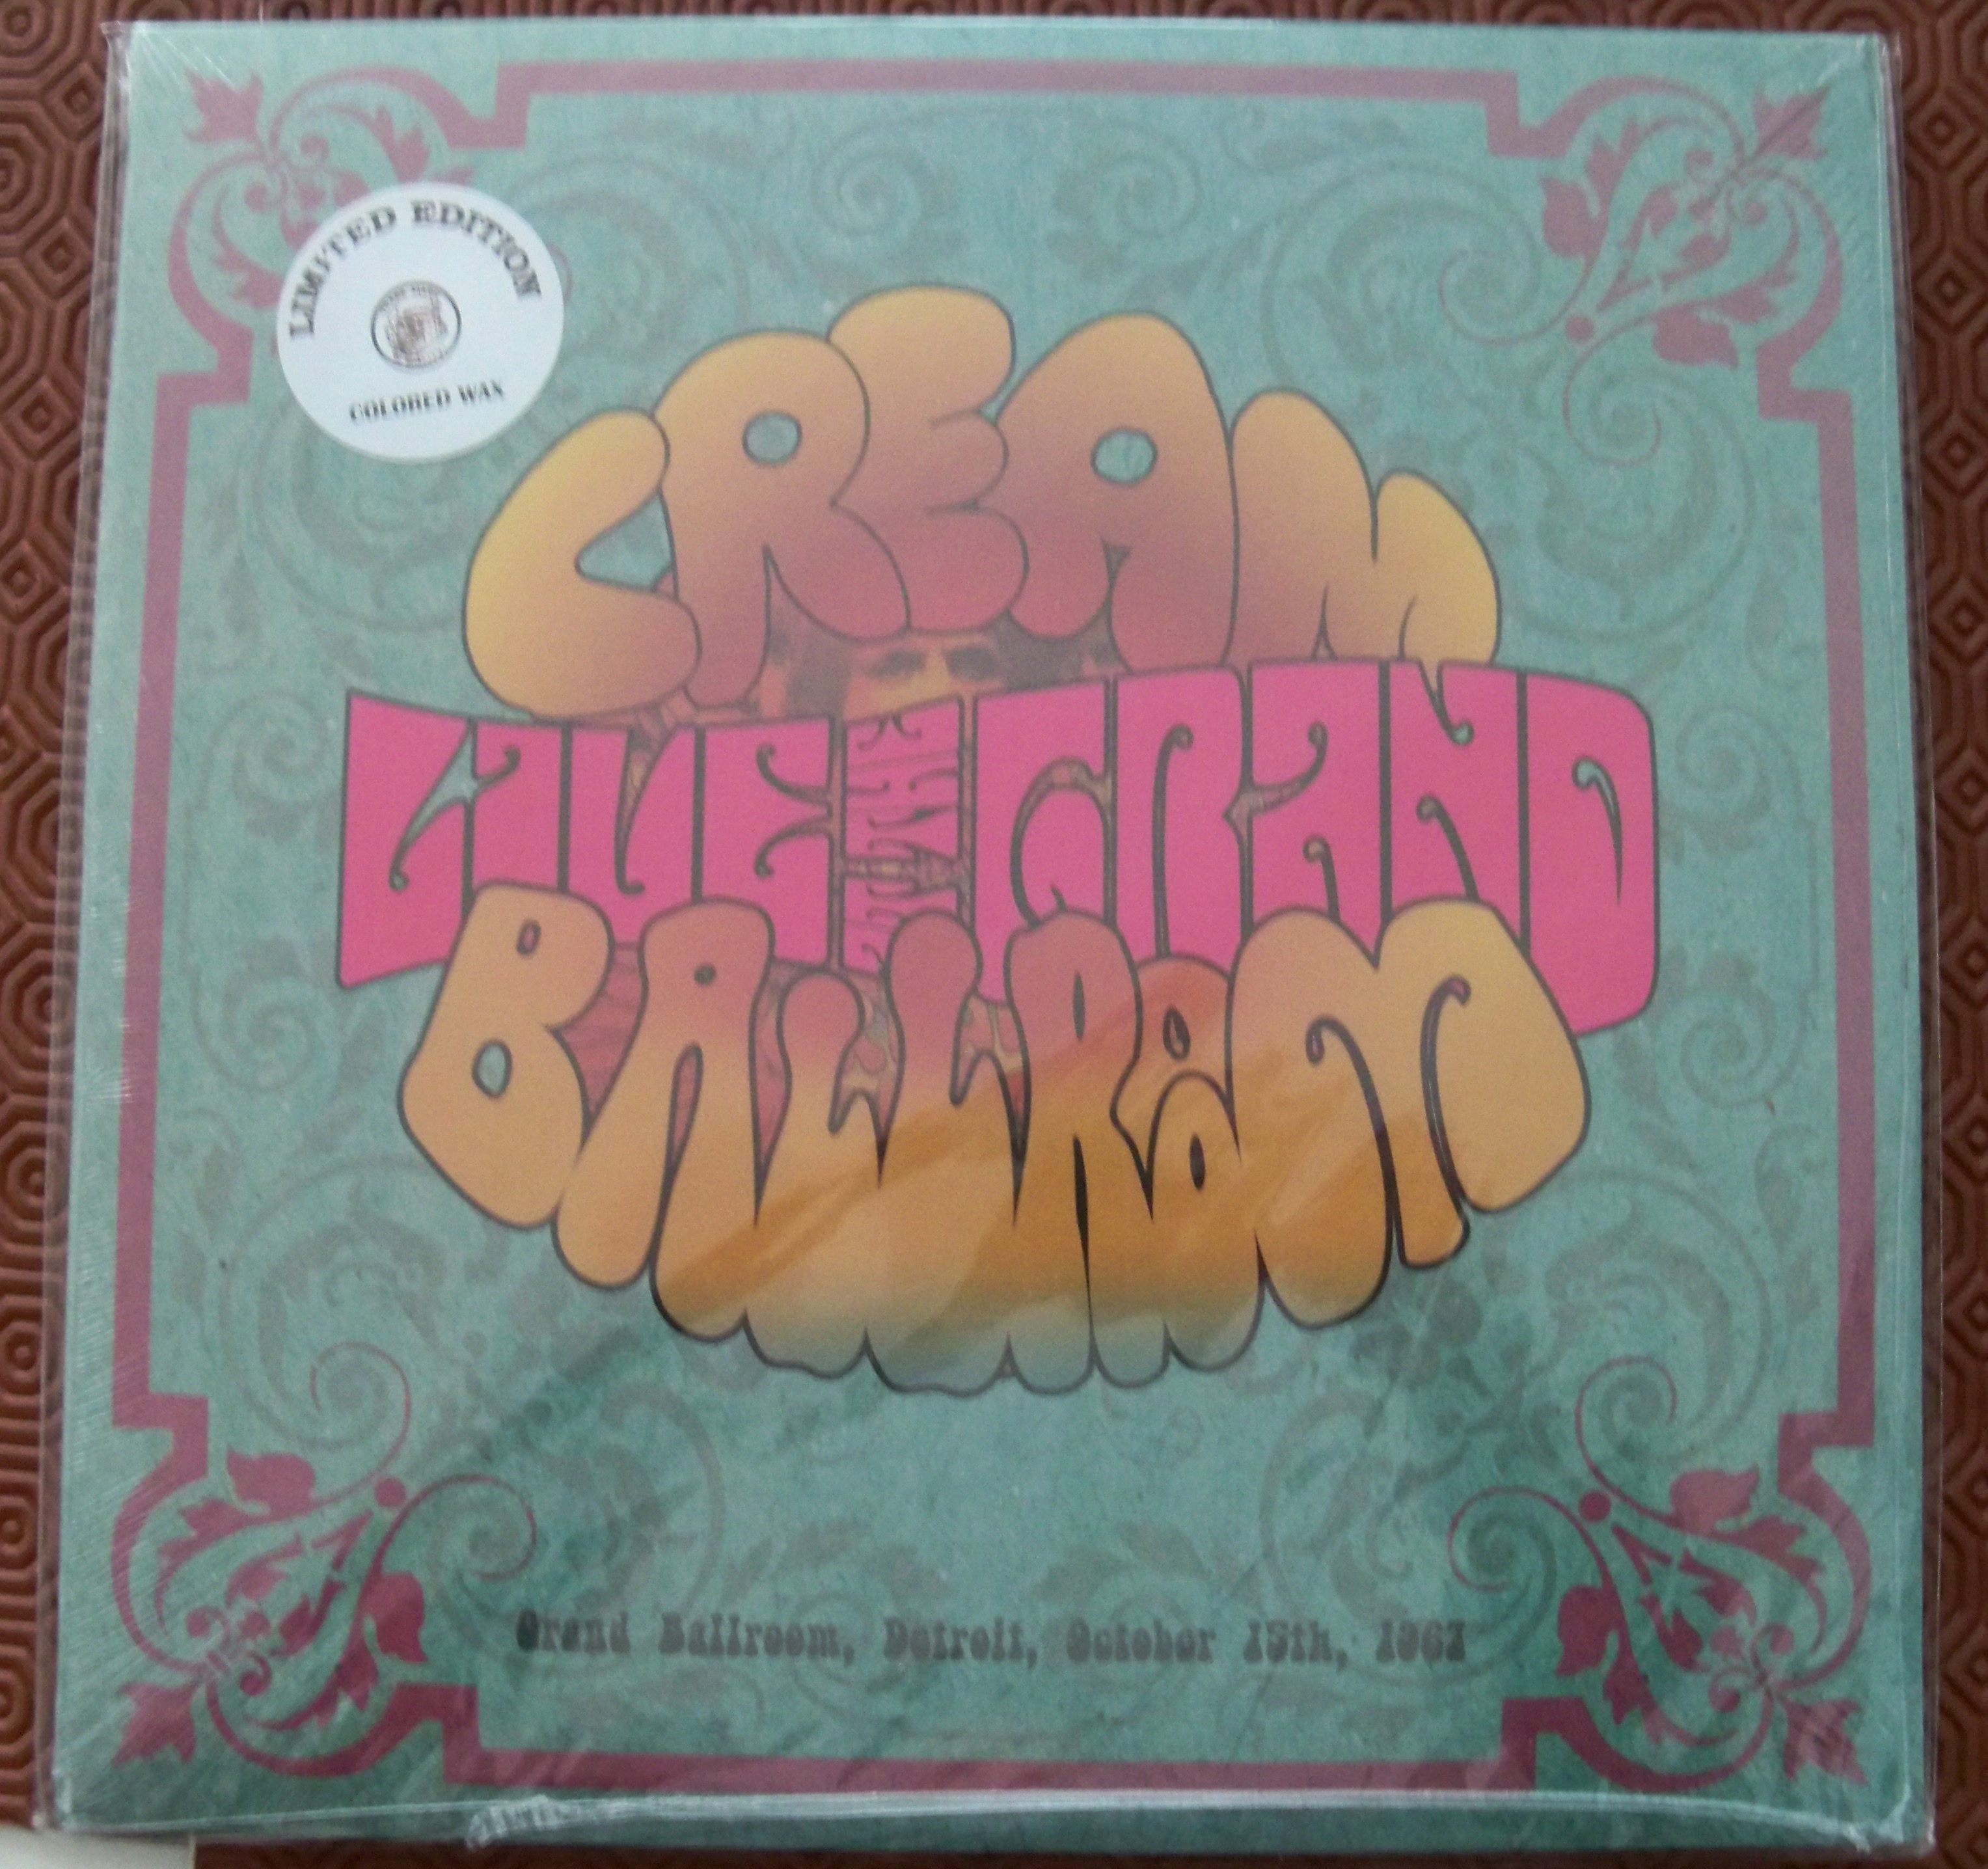 LIMITED EDITION
COLORED WAX
CREAM
LIVE AT THE GRAND
BALLROOM
Grand Ballroom, Detroit, October 15th, 1967